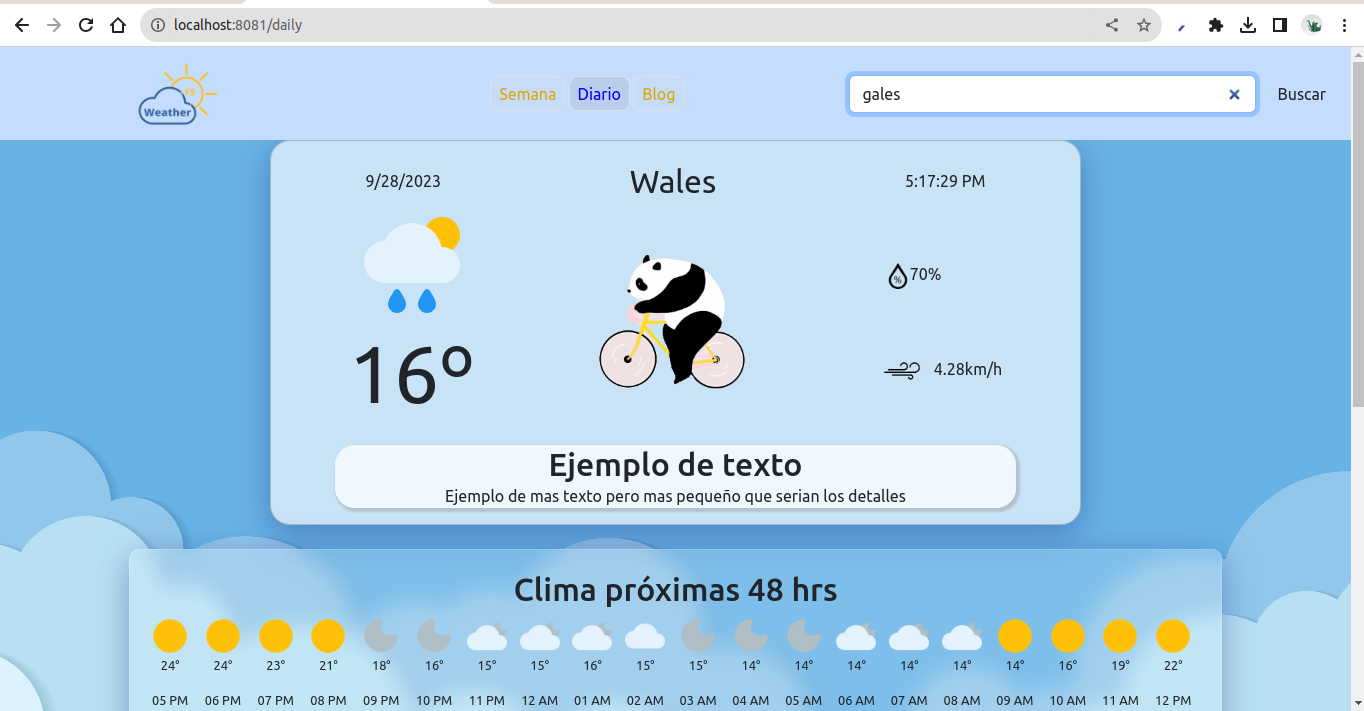 localhost:8081/daily
Weather FS
Semana Diario Blog
gales
Buscar
9/28/2023 Wales 5:17:29 PM
% 70%
16º
4.28km/h
Ejemplo de texto
Ejemplo de mas texto pero mas pequeño que serian los detalles
Clima próximas 48 hrs
24° 24° 23° 21° 18° 16° 15° 15° 16° 15° 15° 14° 14° 14° 14° 14° 14° 16° 19° 22°
05 PM 06 PM 07 PM 08 PM 09 PM 10 PM 11 PM 12 AM 01 AM 02 AM 03 AM 04 AM 05 AM 06 AM 07 AM 08 AM 09 AM 10 AM 11 AM 12 PM